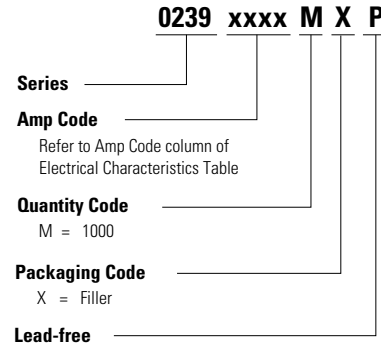 0239 xxxx M X P
Series
Amp Code
Refer to Amp Code column of
Electrical Characteristics Table
Quantity Code
M = 1000
Packaging Code
X = Filler
Lead-free